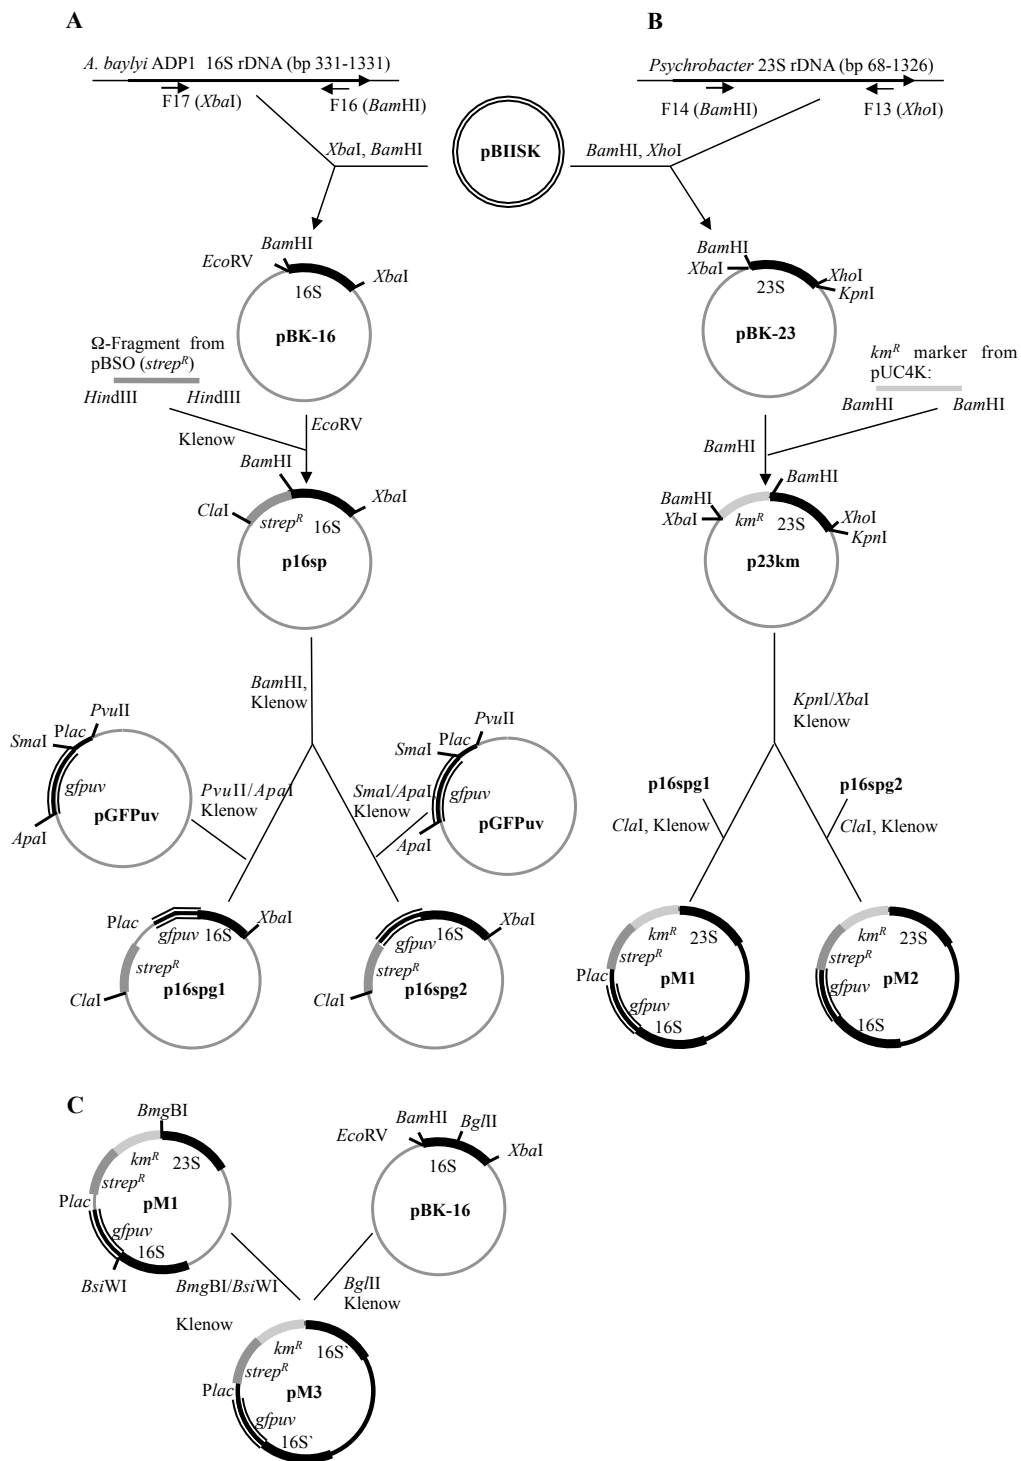 A
B
A. baylyi ADP1 16S rDNA (bp 331-1331)
Psychrobacter 23S rDNA (bp 68-1326)
F17 (XbaI)
F16 (BamHI)
F14 (BamHI)
F13 (XhoI)
XbaI, BamHI
pBIISK
BamHI, XhoI
BamHI
EcoRV
XbaI
16S
pBK-16
BamHI
XbaI
XhoI
KpnI
23S
pBK-23
Ω-Fragment from
pBSO (strepR)
HindIII
HindIII
Klenow
EcoRV
kmR marker from
pUC4K:
BamHI
BamHI
BamHI
BamHI
ClaI
XbaI
strepR
16S
p16sp
BamHI
BamHI
XbaI
XhoI
KpnI
kmR
23S
p23km
BamHI,
Klenow
KpnI/XbaI
Klenow
PvuII
Plac
SmaI
gfpuv
pGFPuv
ApaI
PvuII/ApaI
Klenow
SmaI/ApaI
Klenow
PvuII
Plac
SmaI
gfpuv
pGFPuv
ApaI
p16spg1
ClaI, Klenow
p16spg2
ClaI, Klenow
Plac
XbaI
gfpuv
16S
strepR
p16spg1
ClaI
XbaI
16S
gfpuv
strepR
p16spg2
ClaI
kmR
23S
strepR
Plac
pM1
gfpuv
16S
kmR
23S
strepR
pM2
gfpuv
16S
C
BmgBI
kmR
23S
strepR
Plac
pM1
gfpuv
16S
BsiWI
BmgBI/BsiWI
Klenow
BamHI
BglII
EcoRV
XbaI
16S
pBK-16
BglII
Klenow
kmR
16S`
strepR
Plac
pM3
gfpuv
16S`